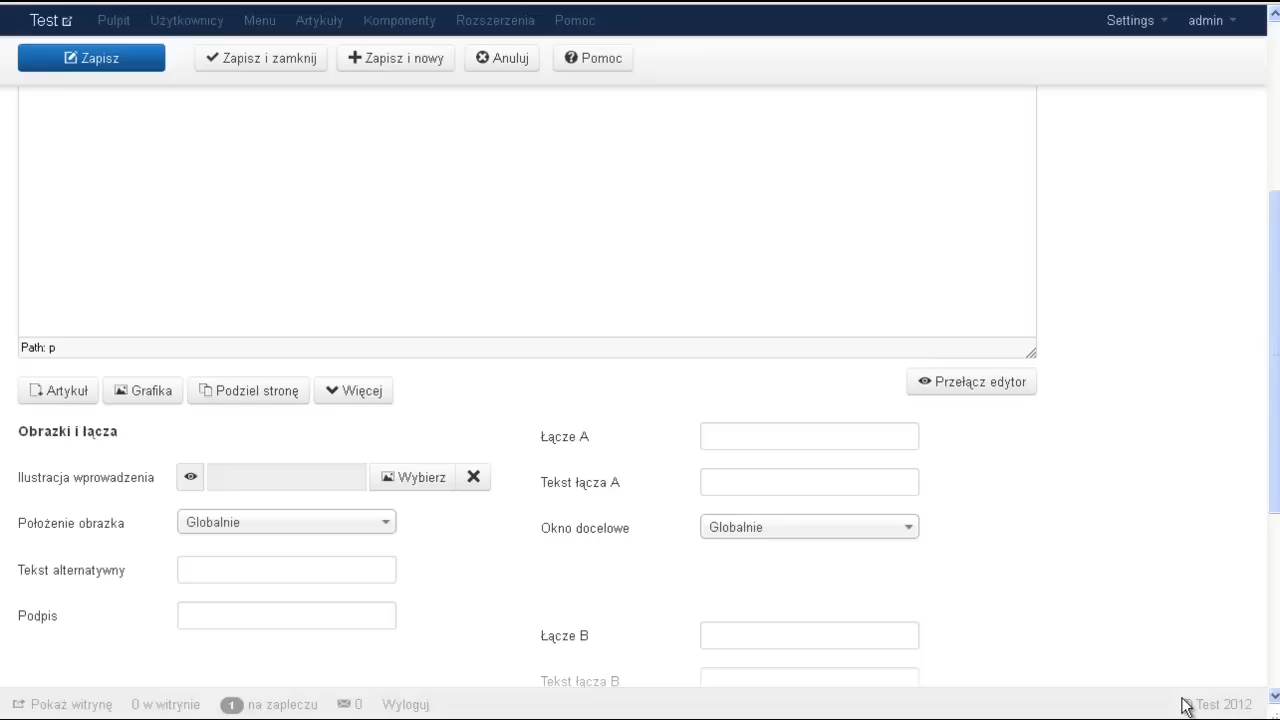 Test Pulpit Użytkownicy Menu Artykuły Komponenty Rozszerzenia Pomoc Settings admin
Zapisz Zapisz i zamknij Zapisz i nowy Anuluj Pomoc
Path: p
Artykuł Grafika Podziel stronę Więcej Przełącz edytor
Obrazki i łącza
Łącze A
Ilustracja wprowadzenia Wybierz
Tekst łącza A
Położenie obrazka Globalnie
Okno docelowe Globalnie
Tekst alternatywny
Podpis
Łącze B
Tekst łącza B
Pokaż witrynę 0 w witrynie 1 na zapleczu 0 Wyloguj Test 2012